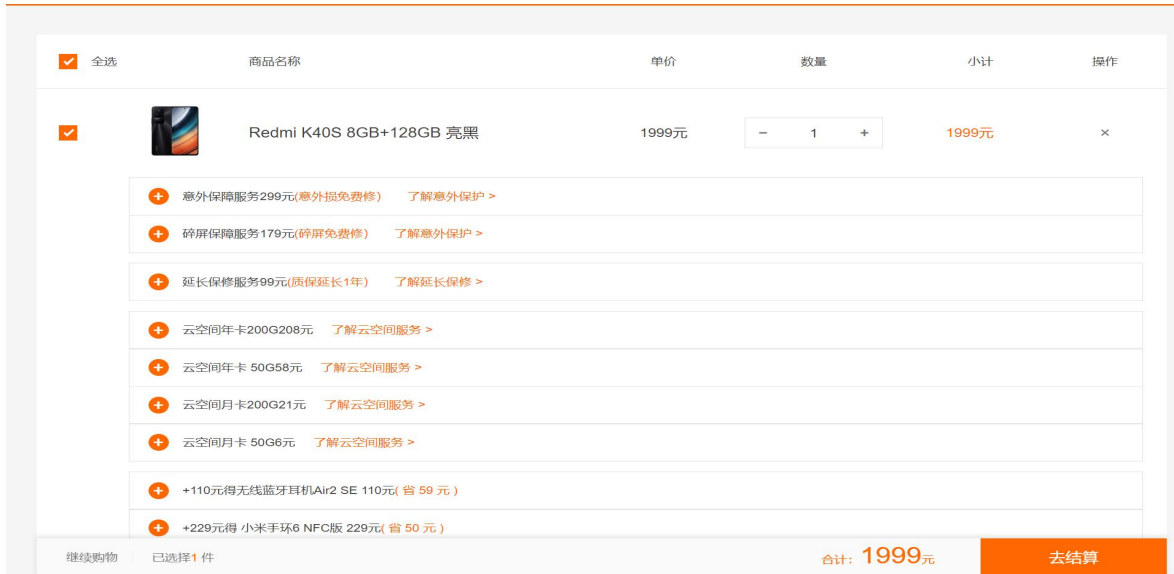 全选 商品名称 单价 数量 小计 操作
Redmi K40S 8GB+128GB 亮黑 1999元 − 1 + 1999元 ×
意外保障服务299元(意外损免费修) 了解意外保护 >
碎屏保障服务179元(碎屏免费修) 了解意外保护 >
延长保修服务99元(质保延长1年) 了解延长保修 >
云空间年卡200G208元 了解云空间服务 >
云空间年卡 50G58元 了解云空间服务 >
云空间月卡200G21元 了解云空间服务 >
云空间月卡 50G6元 了解云空间服务 >
+110元得无线蓝牙耳机Air2 SE 110元( 省 59 元 )
+229元得 小米手环6 NFC版 229元( 省 50 元 )
继续购物 已选择1 件 合计: 1999元 去结算